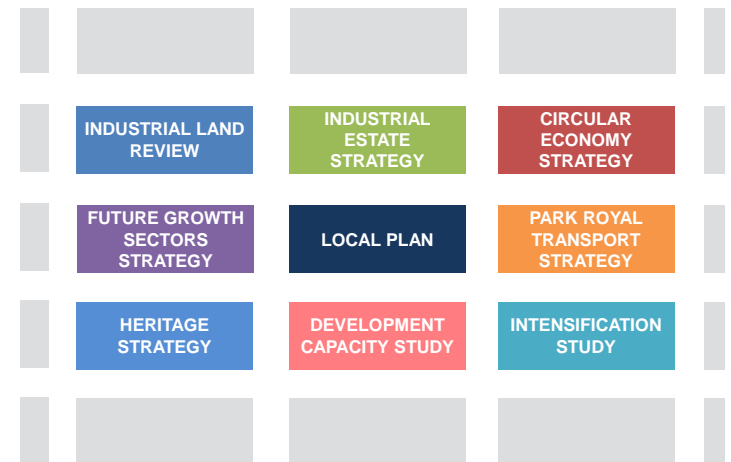 INDUSTRIAL LAND
REVIEW
INDUSTRIAL
ESTATE
STRATEGY
CIRCULAR
ECONOMY
STRATEGY
FUTURE GROWTH
SECTORS
STRATEGY
LOCAL PLAN
PARK ROYAL
TRANSPORT
STRATEGY
HERITAGE
STRATEGY
DEVELOPMENT
CAPACITY STUDY
INTENSIFICATION
STUDY